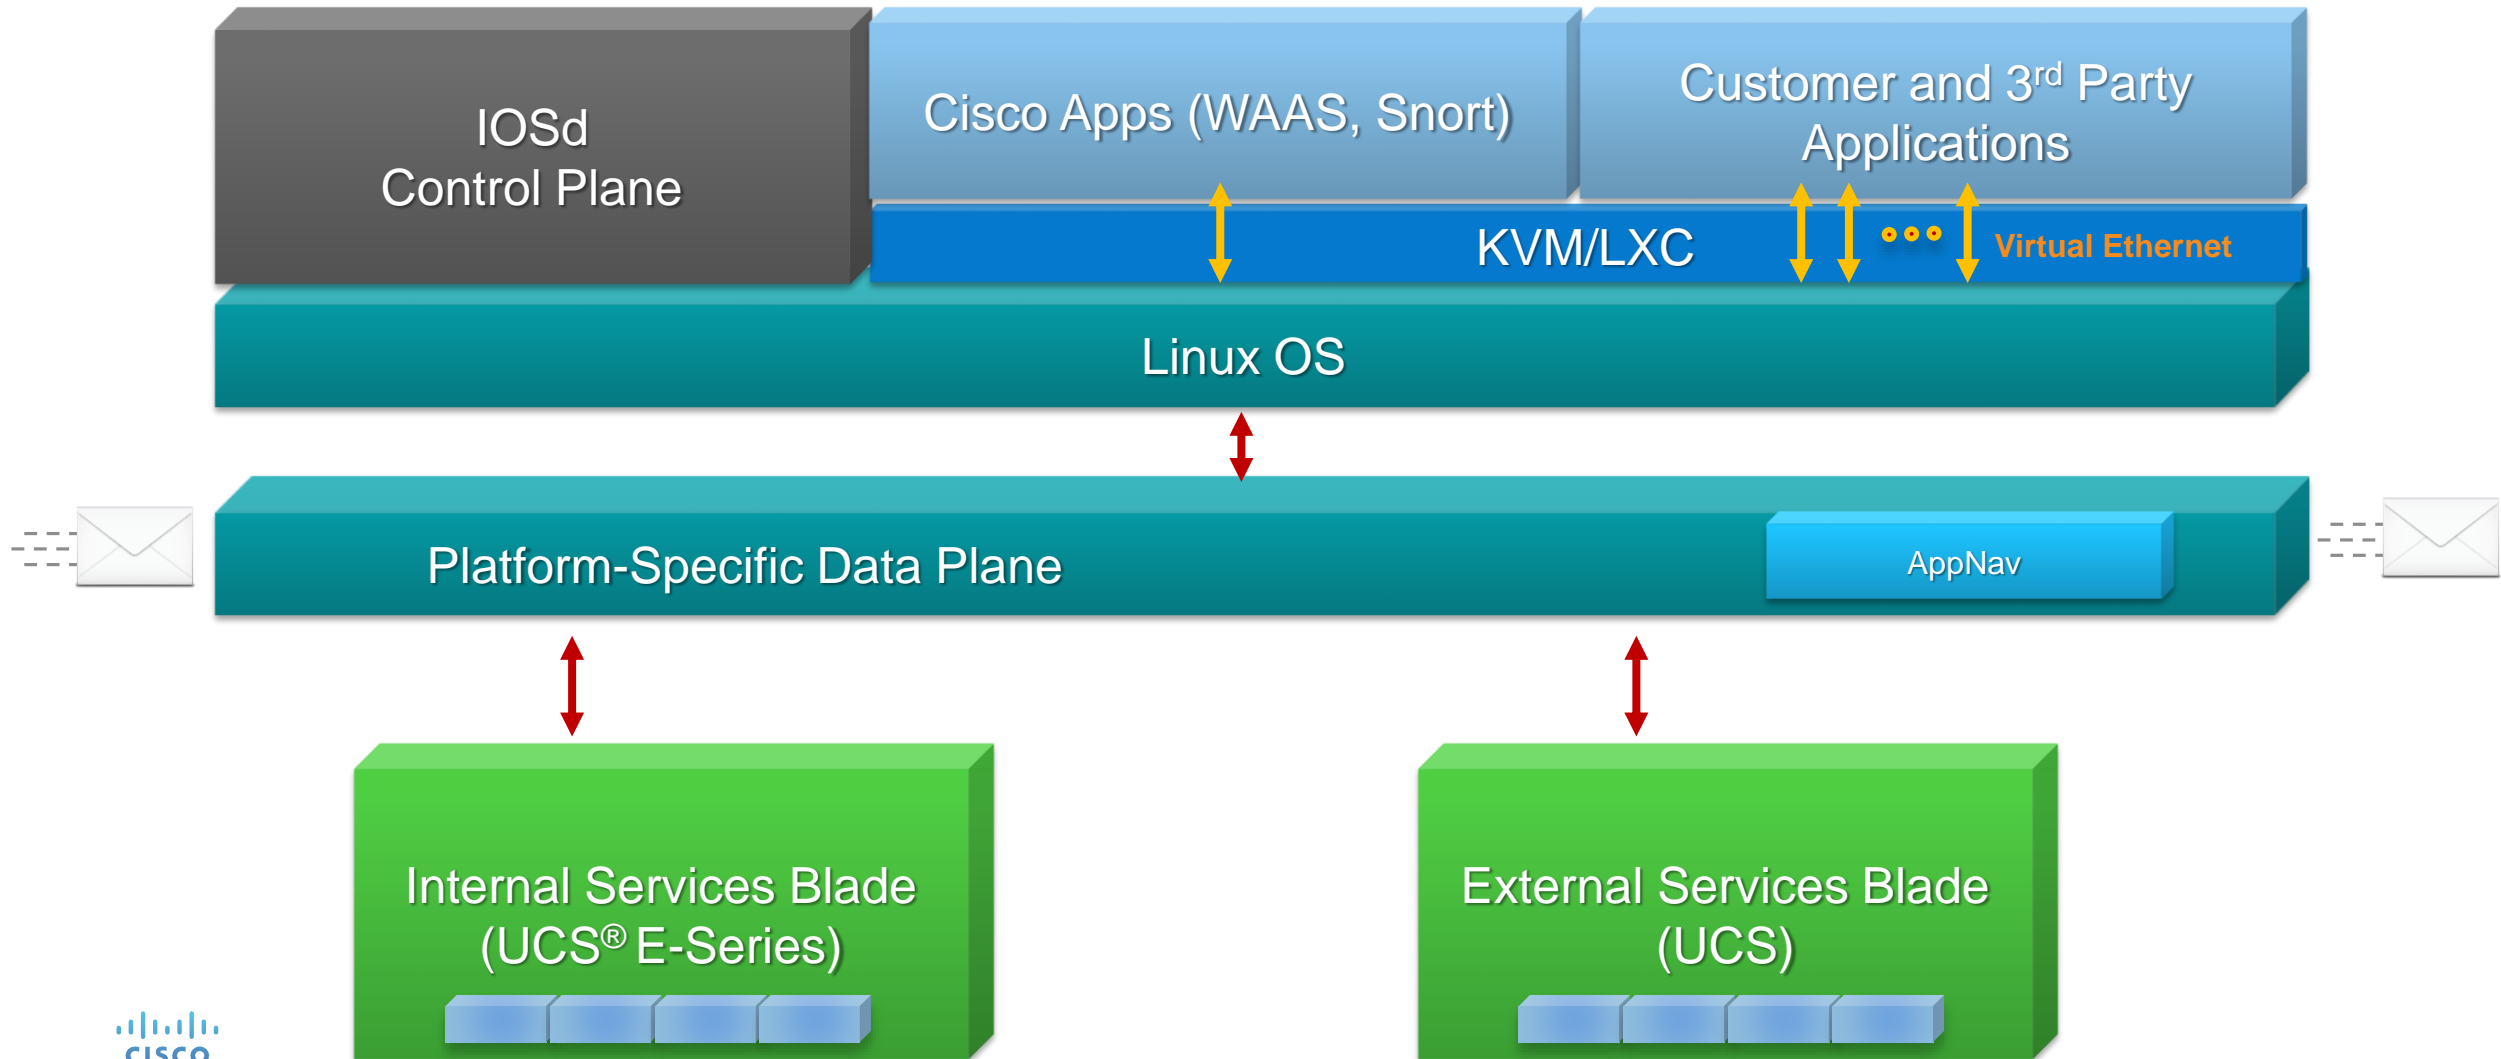 IOSd
Control Plane
Cisco Apps (WAAS, Snort)
Customer and 3rd Party
Applications
KVM/LXC
Virtual Ethernet
Linux OS
Platform-Specific Data Plane
AppNav
Internal Services Blade
(UCS® E-Series)
External Services Blade
(UCS)
CISCO